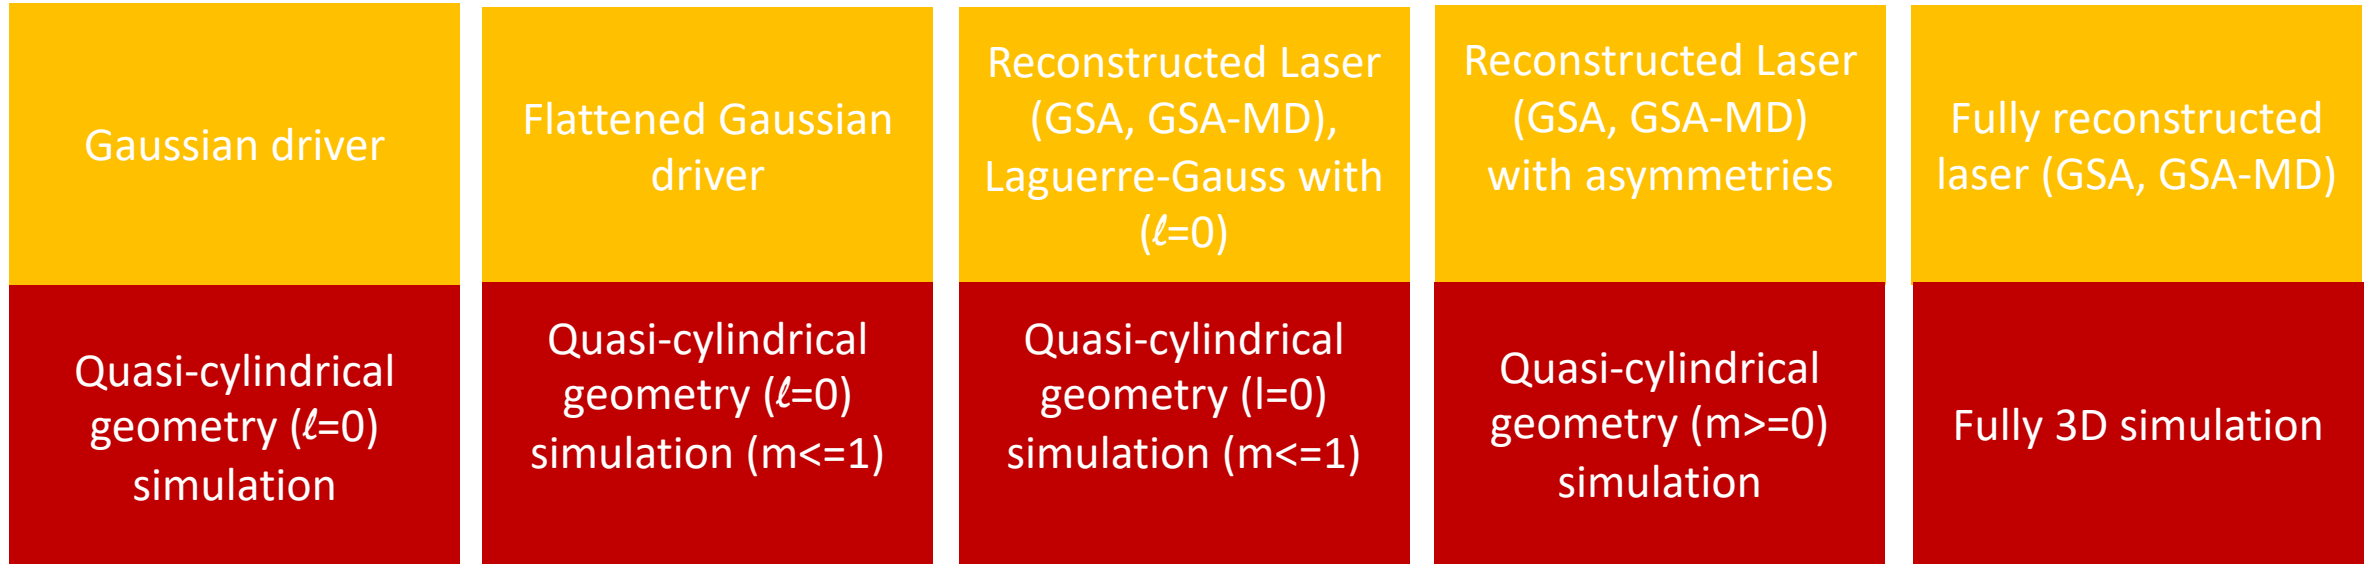 Gaussian driver
Quasi-cylindrical
geometry (ℓ=0)
simulation
Flattened Gaussian
driver
Quasi-cylindrical
geometry (ℓ=0)
simulation (m<=1)
Reconstructed Laser
(GSA, GSA-MD),
Laguerre-Gauss with
(ℓ=0)
Quasi-cylindrical
geometry (l=0)
simulation (m<=1)
Reconstructed Laser
(GSA, GSA-MD)
with asymmetries
Quasi-cylindrical
geometry (m>=0)
simulation
Fully reconstructed
laser (GSA, GSA-MD)
Fully 3D simulation